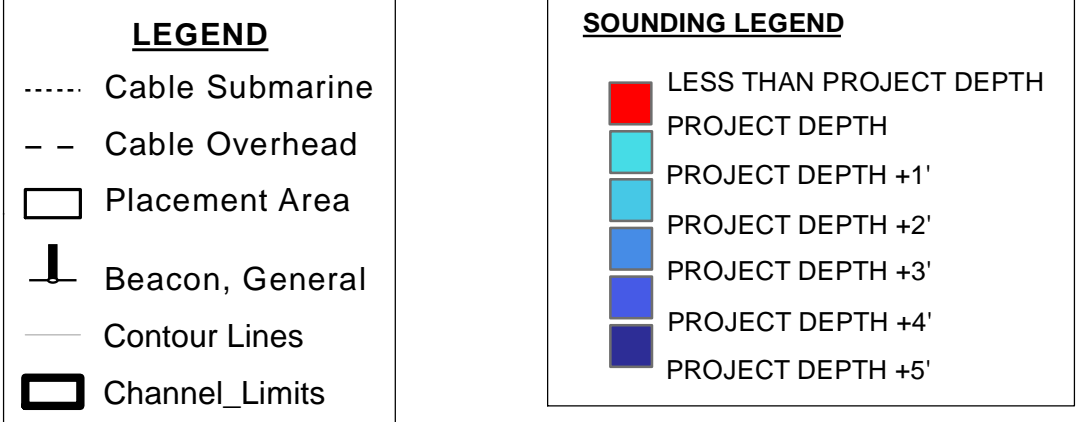 LEGEND
Cable Submarine
Cable Overhead
Placement Area
Beacon, General
Contour Lines
Channel_Limits
SOUNDING LEGEND
LESS THAN PROJECT DEPTH
PROJECT DEPTH
PROJECT DEPTH +1'
PROJECT DEPTH +2'
PROJECT DEPTH +3'
PROJECT DEPTH +4'
PROJECT DEPTH +5'